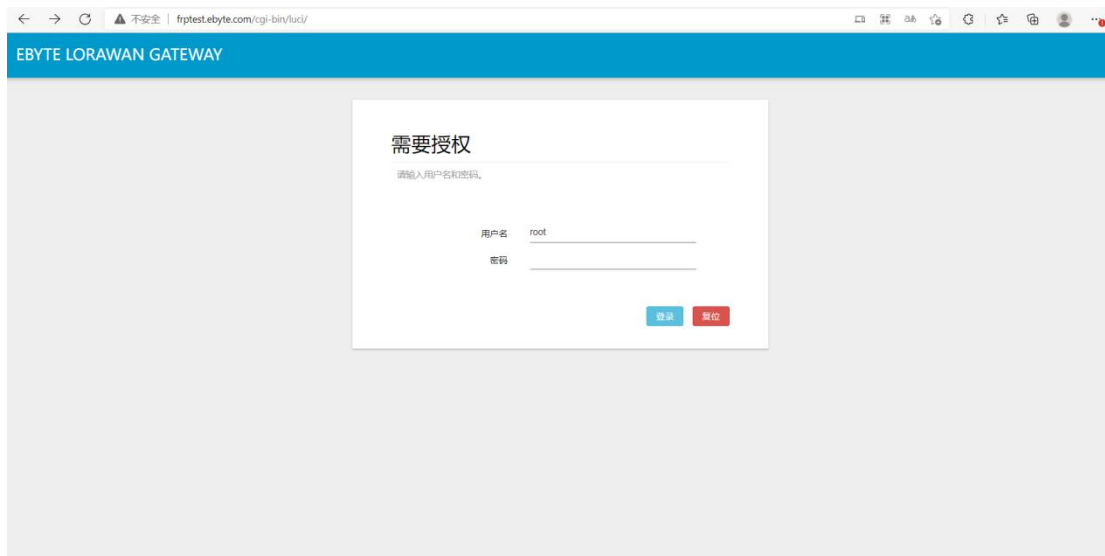 不安全 frptest.ebyte.com/cgi-bin/luci/
EBYTE LORAWAN GATEWAY
需要授权
请输入用户名和密码。
用户名 root
密码
登录 复位